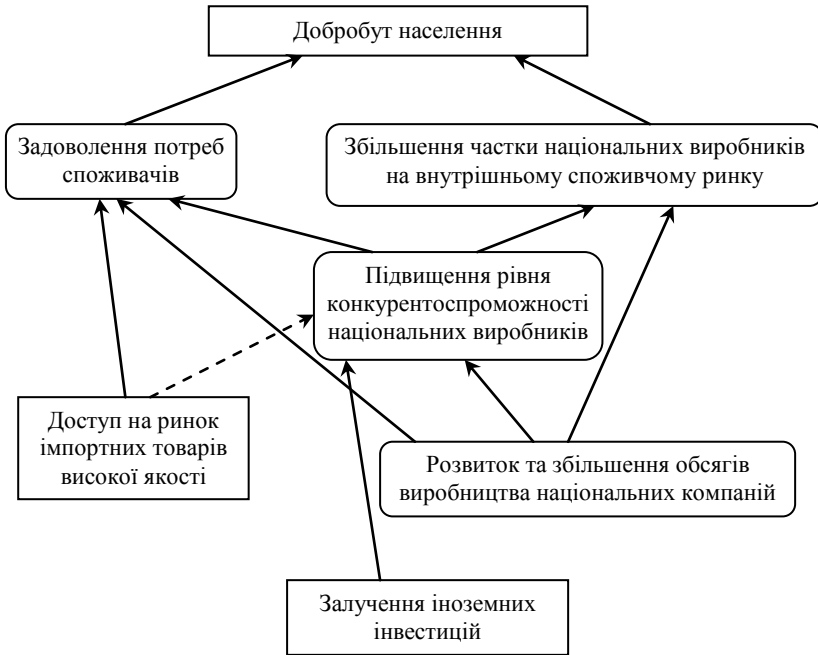 Добробут населення
Задоволення потреб
споживачів
Збільшення частки національних виробників
на внутрішньому споживчому ринку
Підвищення рівня
конкурентоспроможності
національних виробників
Доступ на ринок
імпортних товарів
високої якості
Розвиток та збільшення обсягів
виробництва національних компаній
Залучення іноземних
інвестицій